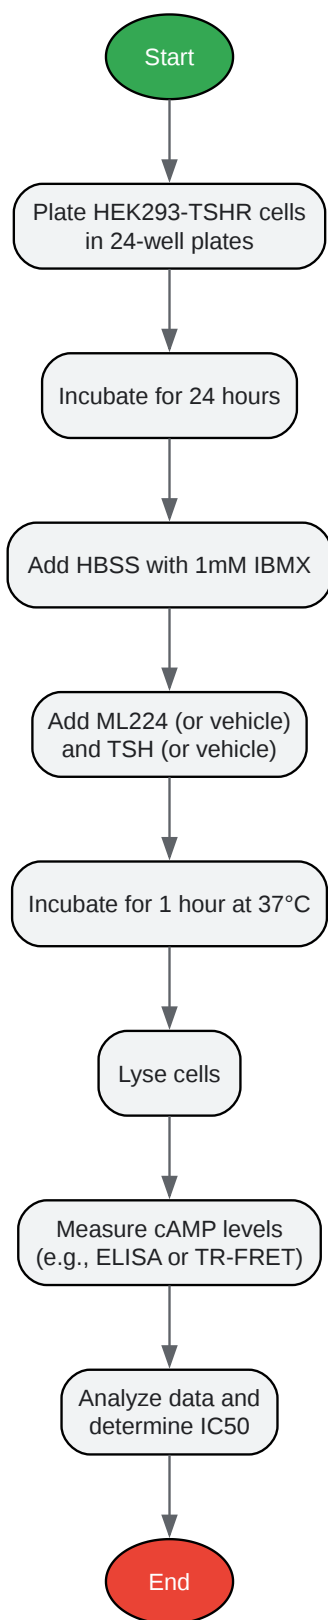 Start
Plate HEK293-TSHR cells
in 24-well plates
Incubate for 24 hours
Add HBSS with 1mM IBMX
Add ML224 (or vehicle)
and TSH (or vehicle)
Incubate for 1 hour at 37°C
Lyse cells
Measure cAMP levels
(e.g., ELISA or TR-FRET)
Analyze data and
determine IC50
End